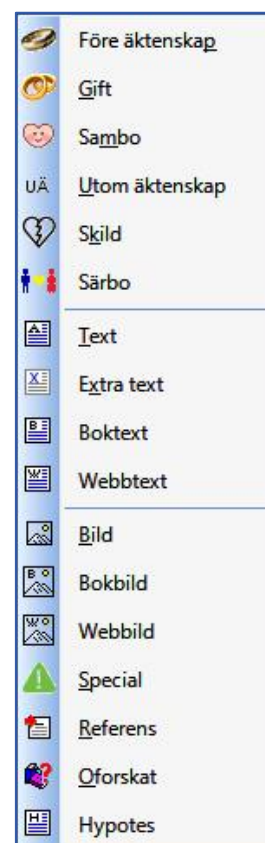 Före äktenskap
Gift
Sambo
UÄ Utom äktenskap
Skild
Särbo
A Text
X Extra text
B Boktext
W Webbtext
Bild
B Bokbild
W Webbild
Special
Referens
? Oforskat
H Hypotes